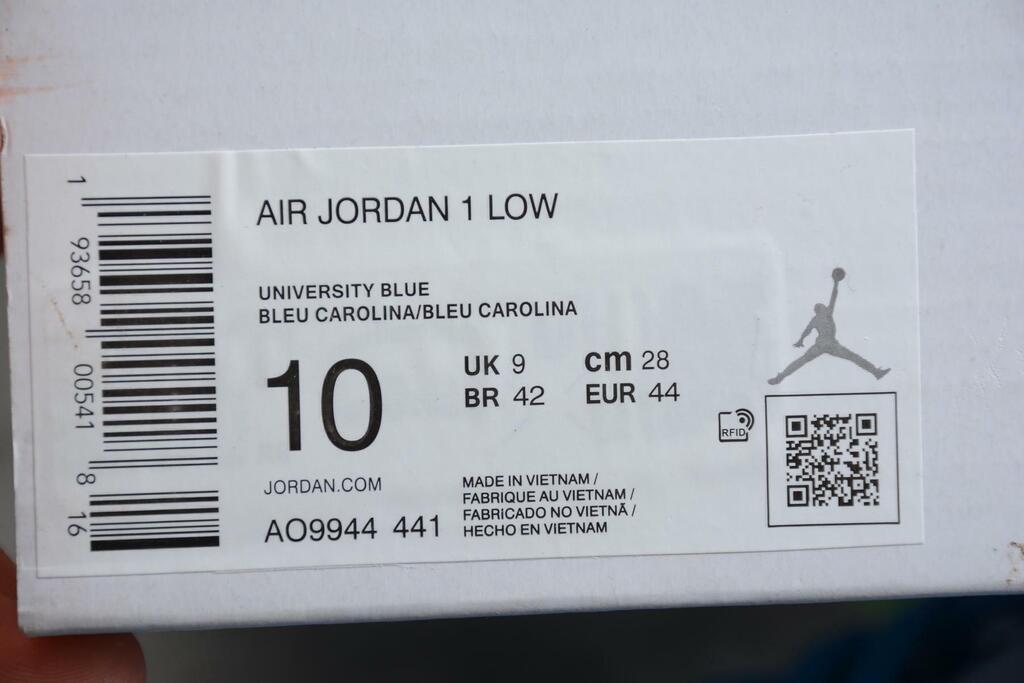 AIR JORDAN 1 LOW
UNIVERSITY BLUE
BLEU CAROLINA/BLEU CAROLINA
10
UK 9 cm 28
BR 42 EUR 44
RFID
JORDAN.COM
AO9944 441
MADE IN VIETNAM /
FABRIQUE AU VIETNAM /
FABRICADO NO VIETNÃ /
HECHO EN VIETNAM
1 93658 00541 8 16